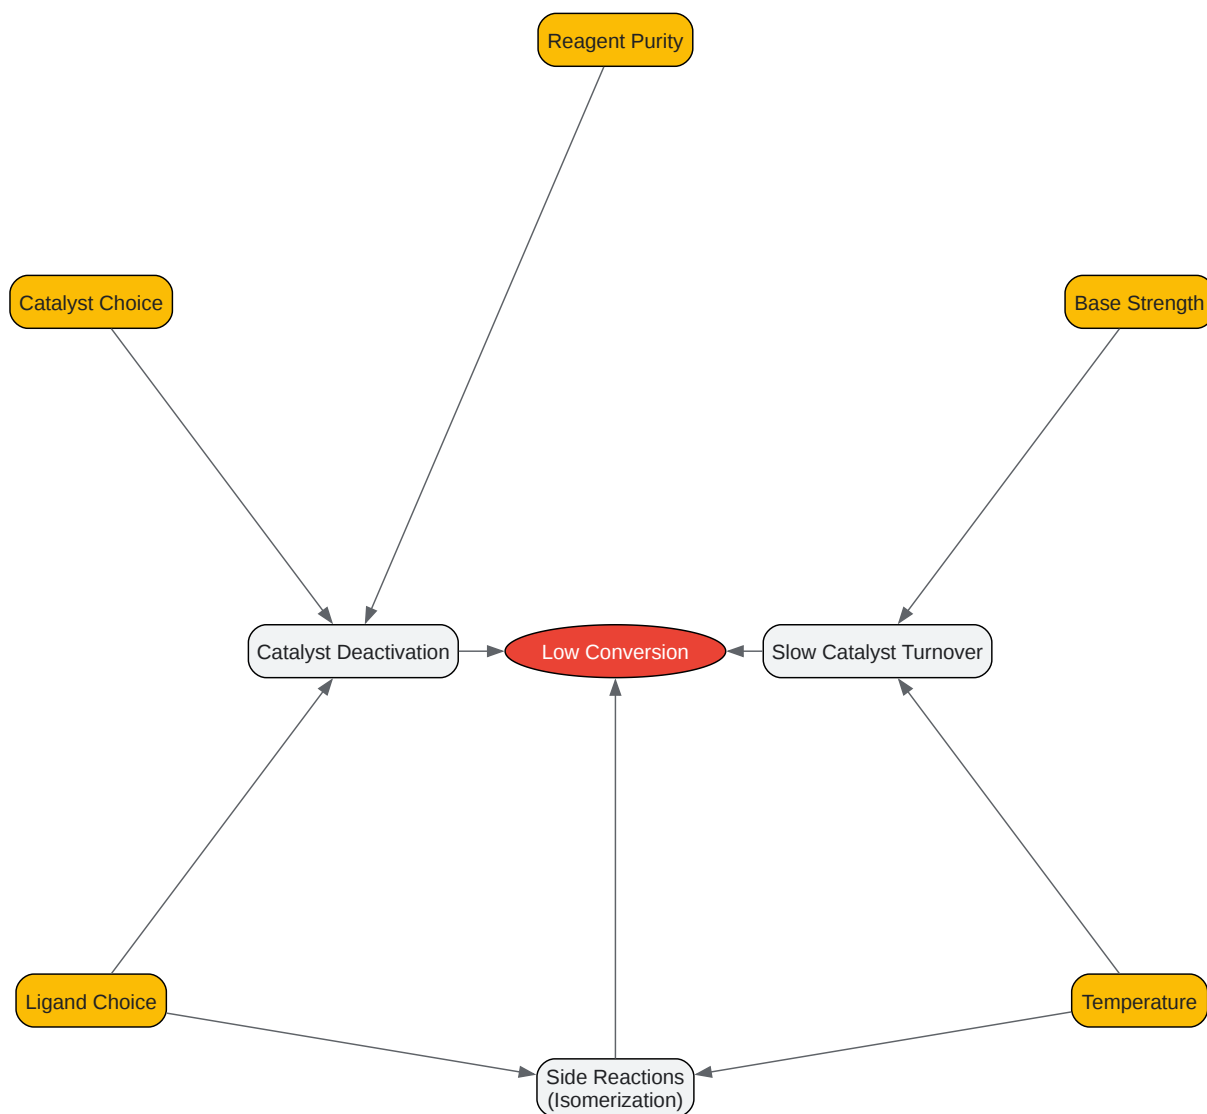 Reagent Purity
Catalyst Choice
Base Strength
Catalyst Deactivation
Low Conversion
Slow Catalyst Turnover
Ligand Choice
Temperature
Side Reactions
(Isomerization)